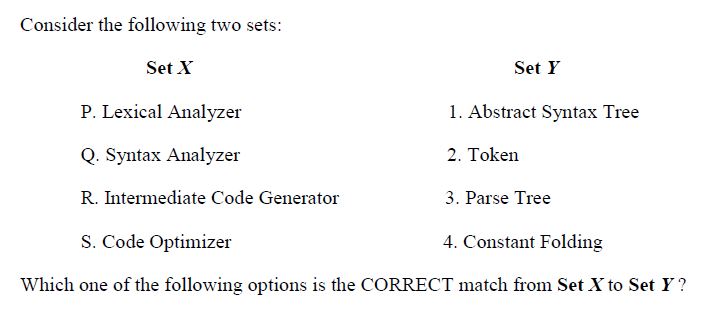 Consider the following two sets:
Set X Set Y
P. Lexical Analyzer 1. Abstract Syntax Tree
Q. Syntax Analyzer 2. Token
R. Intermediate Code Generator 3. Parse Tree
S. Code Optimizer 4. Constant Folding
Which one of the following options is the CORRECT match from Set X to Set Y ?